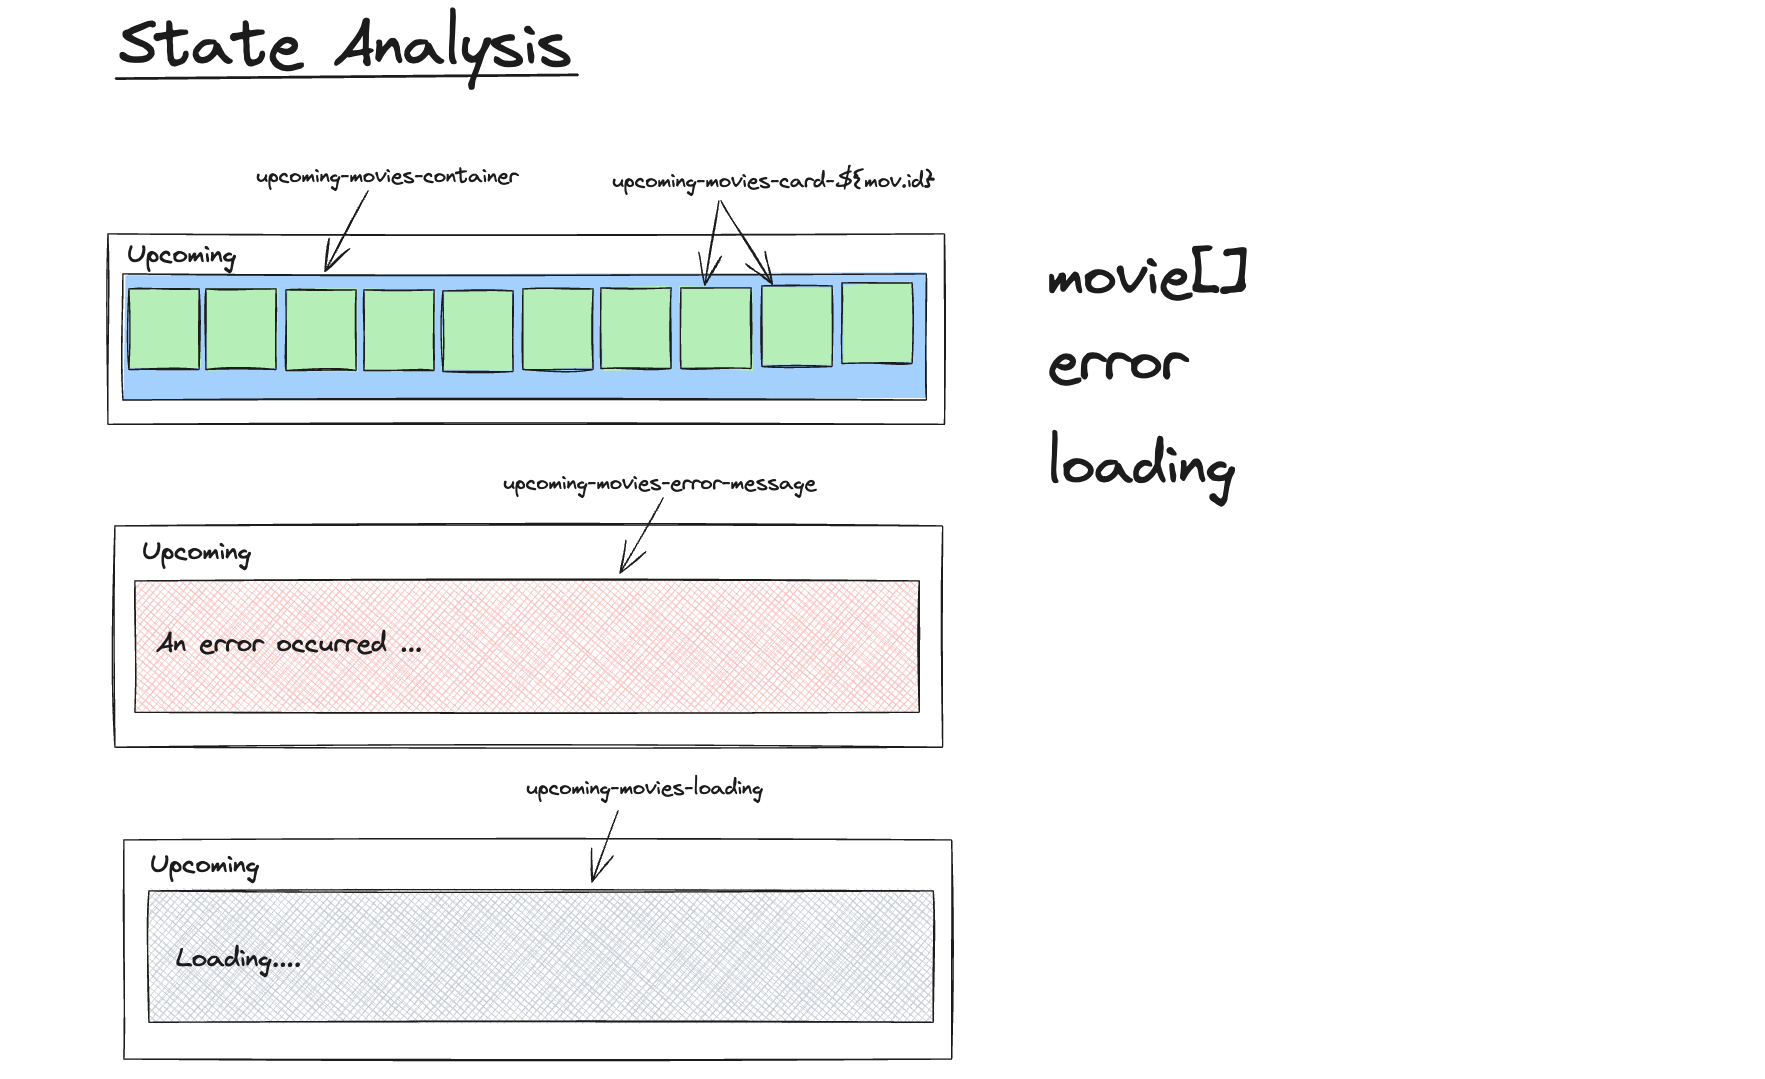 State Analysis
upcoming-movies-container
upcoming-movies-card-${mov.id}
Upcoming
movie[]
error
loading
upcoming-movies-error-message
Upcoming
An error occurred ...
upcoming-movies-loading
Upcoming
Loading....